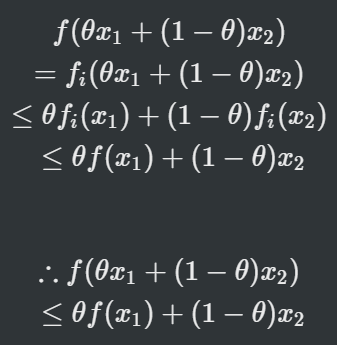 f(θx₁ + (1 − θ)x₂)
= fᵢ(θx₁ + (1 − θ)x₂)
≤ θfᵢ(x₁) + (1 − θ)fᵢ(x₂)
≤ θf(x₁) + (1 − θ)x₂
∴ f(θx₁ + (1 − θ)x₂)
≤ θf(x₁) + (1 − θ)x₂